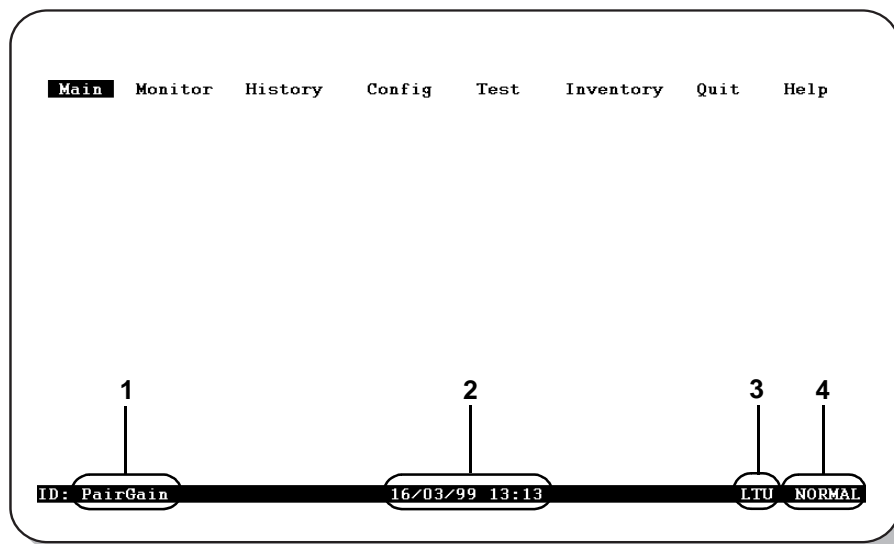 Main Monitor History Config Test Inventory Quit Help
1 2 3 4
ID: PairGain 16/03/99 13:13 LTU NORMAL